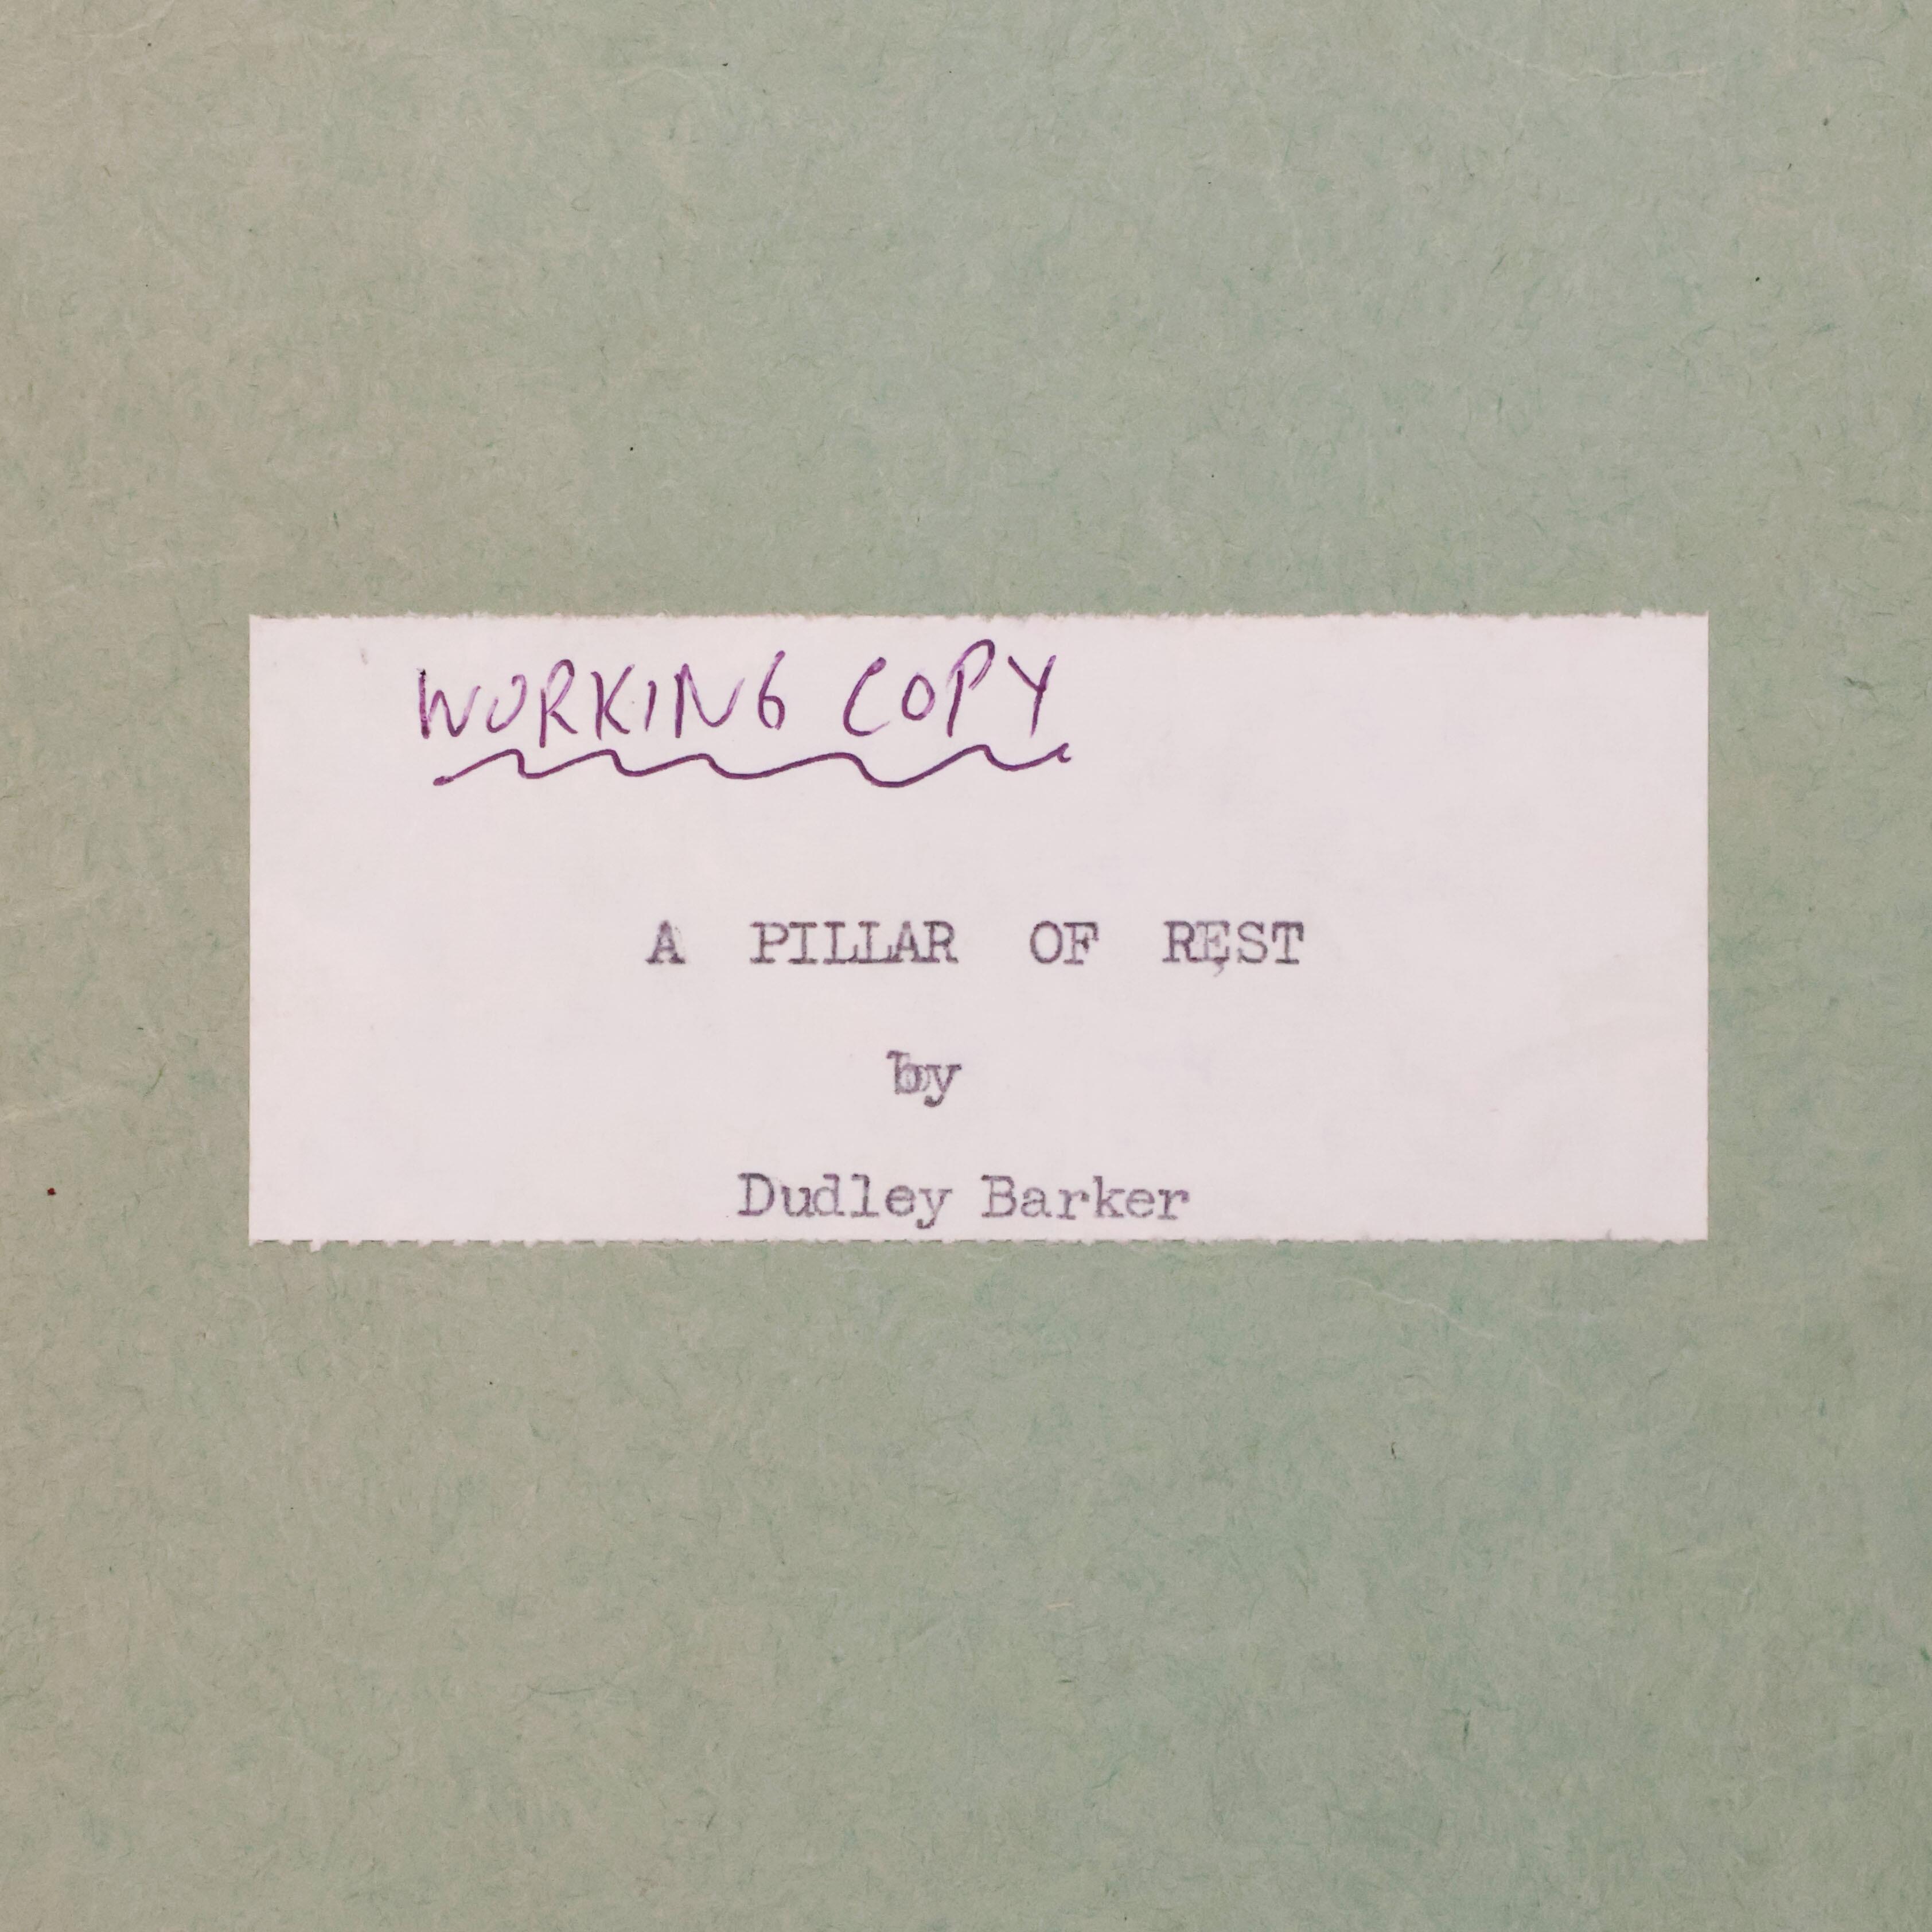 WORKING COPY
A PILLAR OF REST
by
Dudley Barker